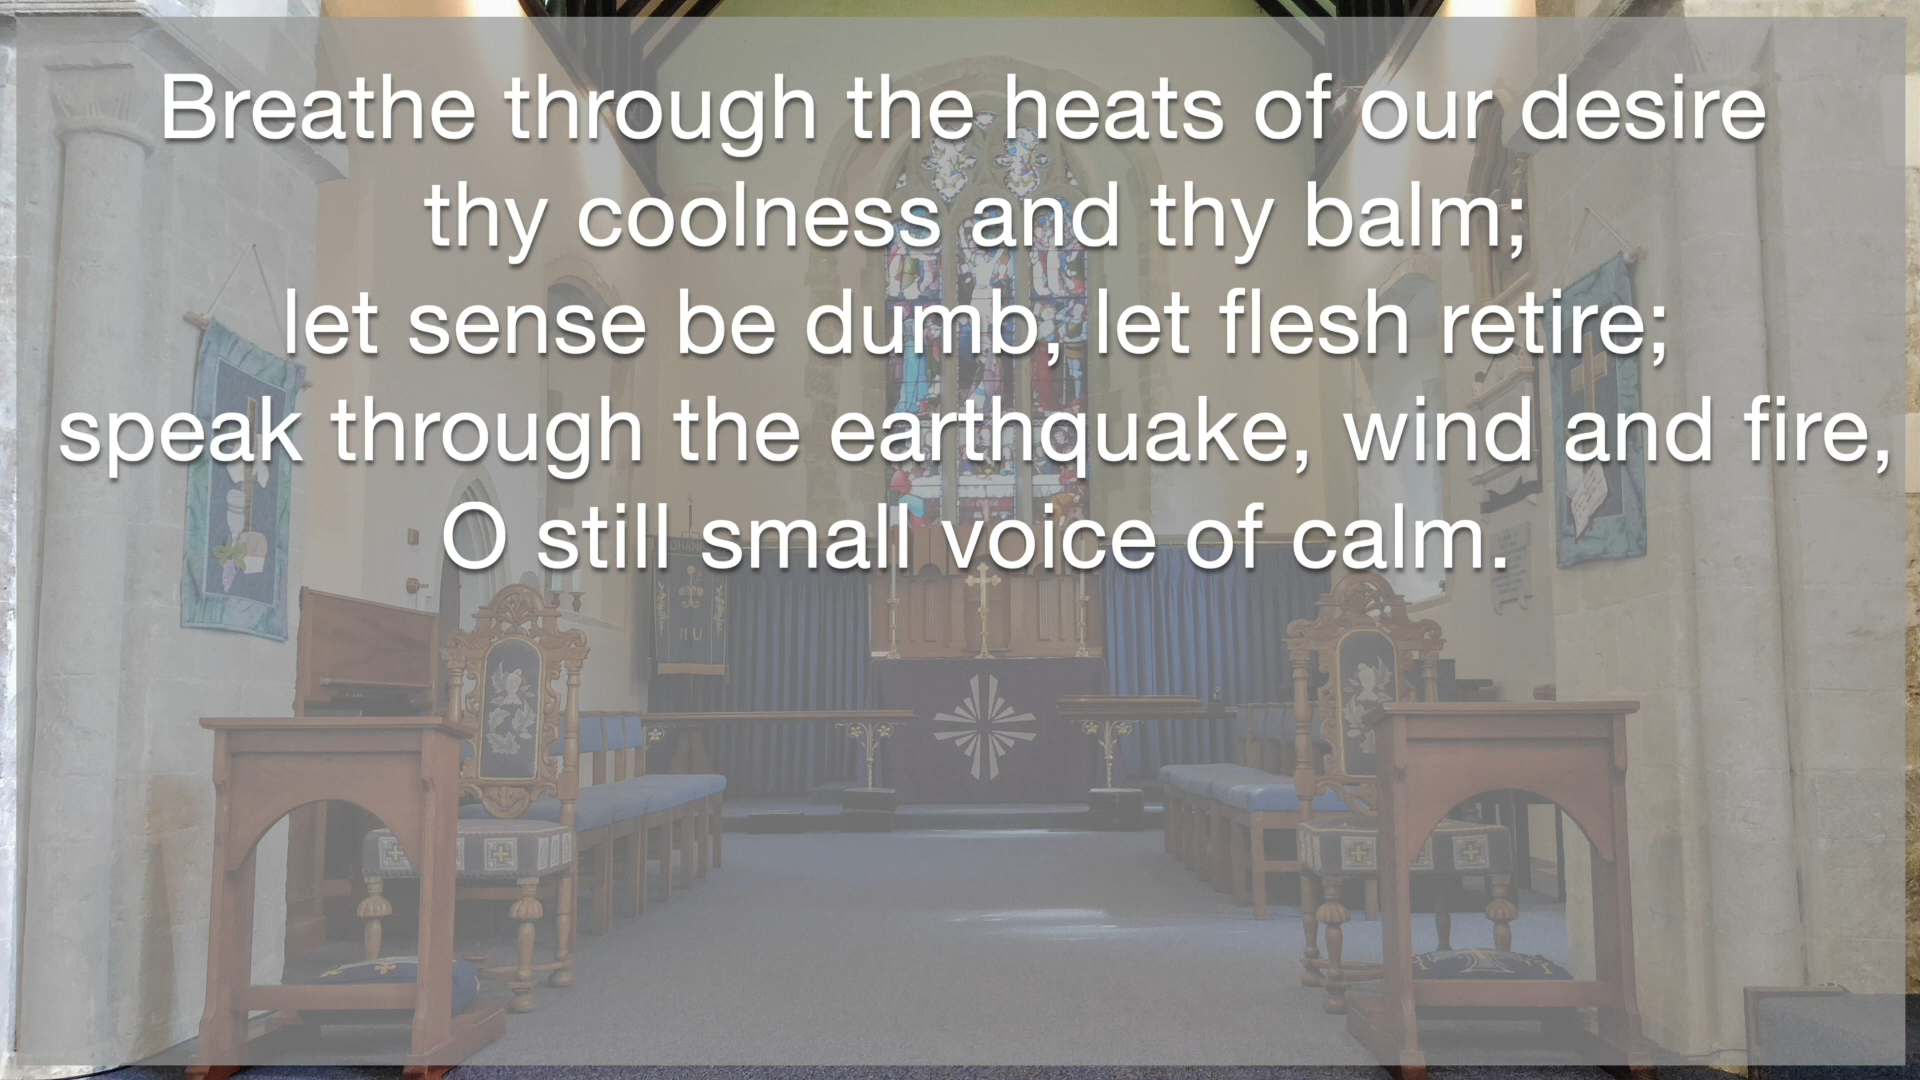 Breathe through the heats of our desire
thy coolness and thy balm;
let sense be dumb, let flesh retire;
speak through the earthquake, wind and fire,
O still small voice of calm.
M U